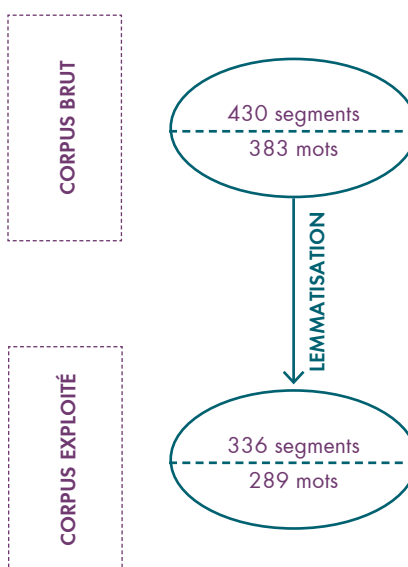 CORPUS BRUT
430 segments
383 mots
LEMMATISATION
CORPUS EXPLOITÉ
336 segments
289 mots